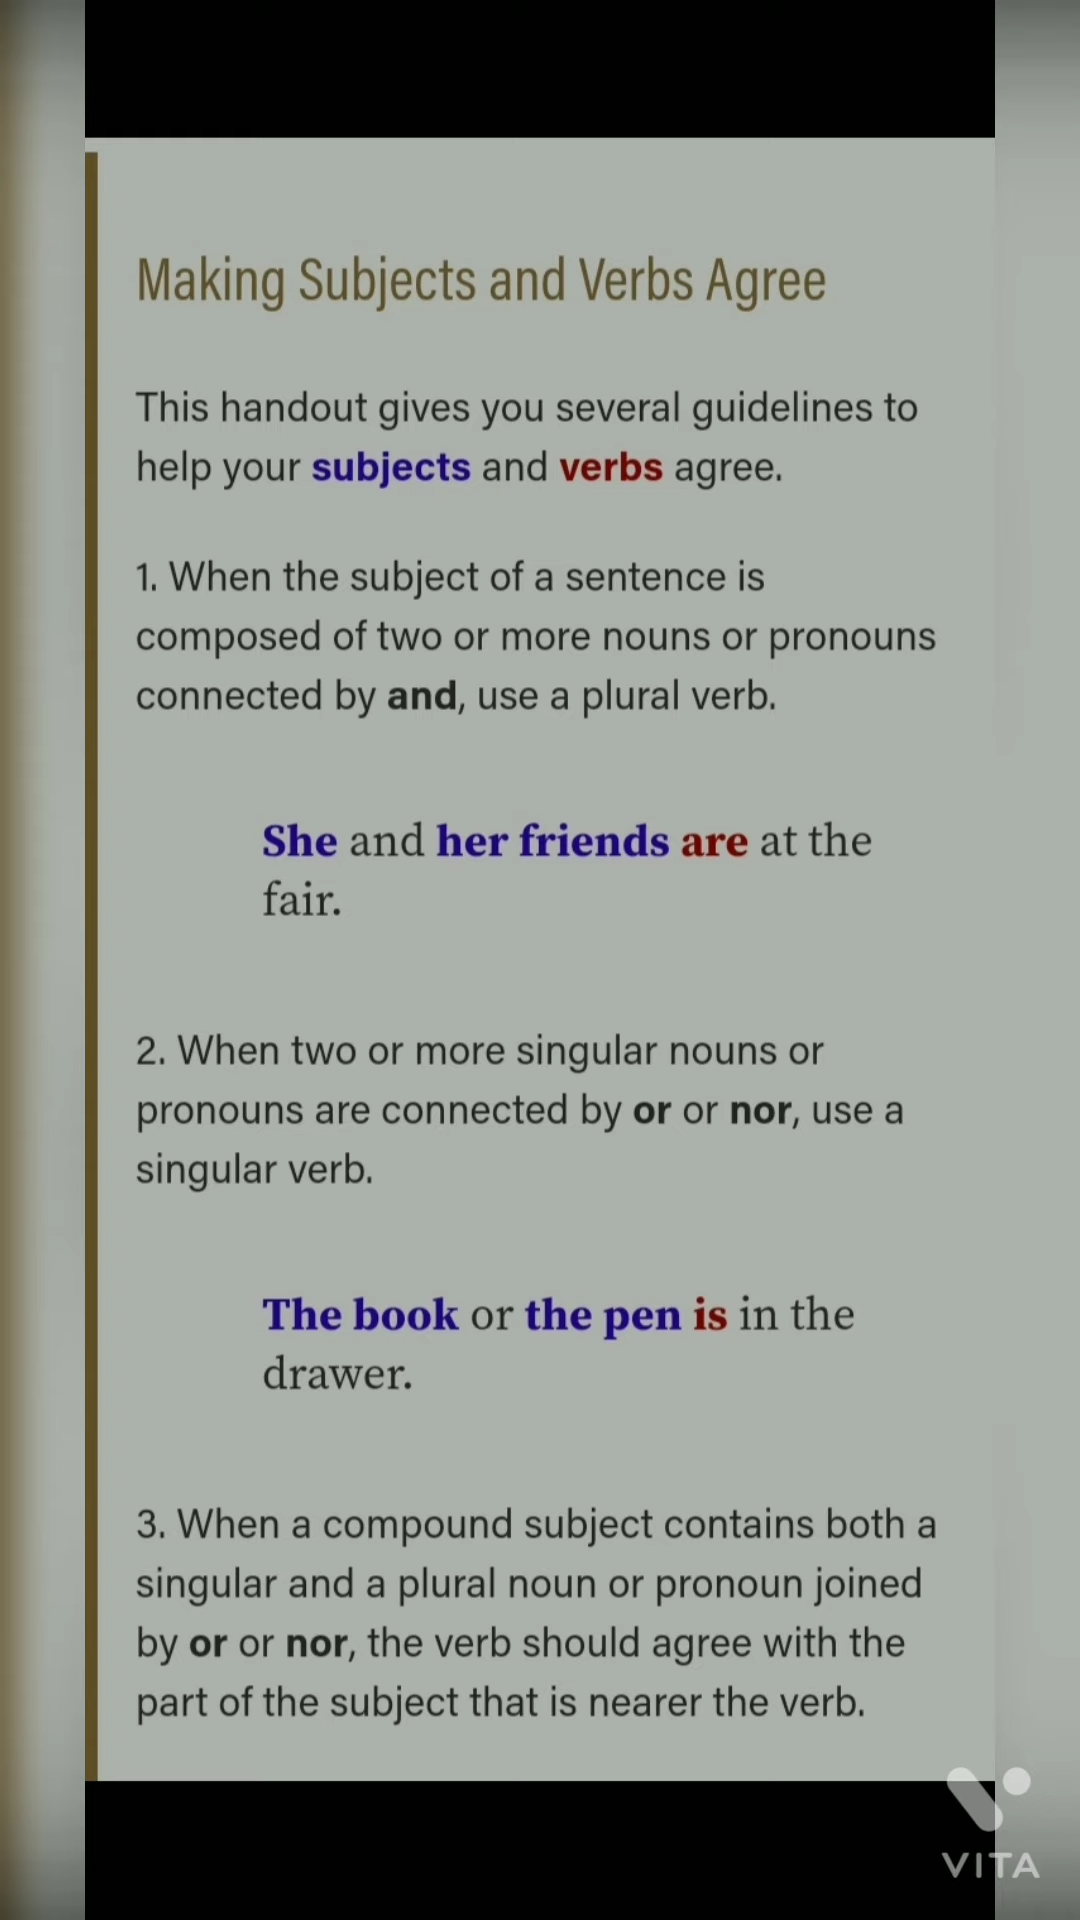 Making Subjects and Verbs Agree
This handout gives you several guidelines to
help your subjects and verbs agree.
1. When the subject of a sentence is
composed of two or more nouns or pronouns
connected by and, use a plural verb.
She and her friends are at the
fair.
2. When two or more singular nouns or
pronouns are connected by or or nor, use a
singular verb.
The book or the pen is in the
drawer.
3. When a compound subject contains both a
singular and a plural noun or pronoun joined
by or or nor, the verb should agree with the
part of the subject that is nearer the verb.
VITA